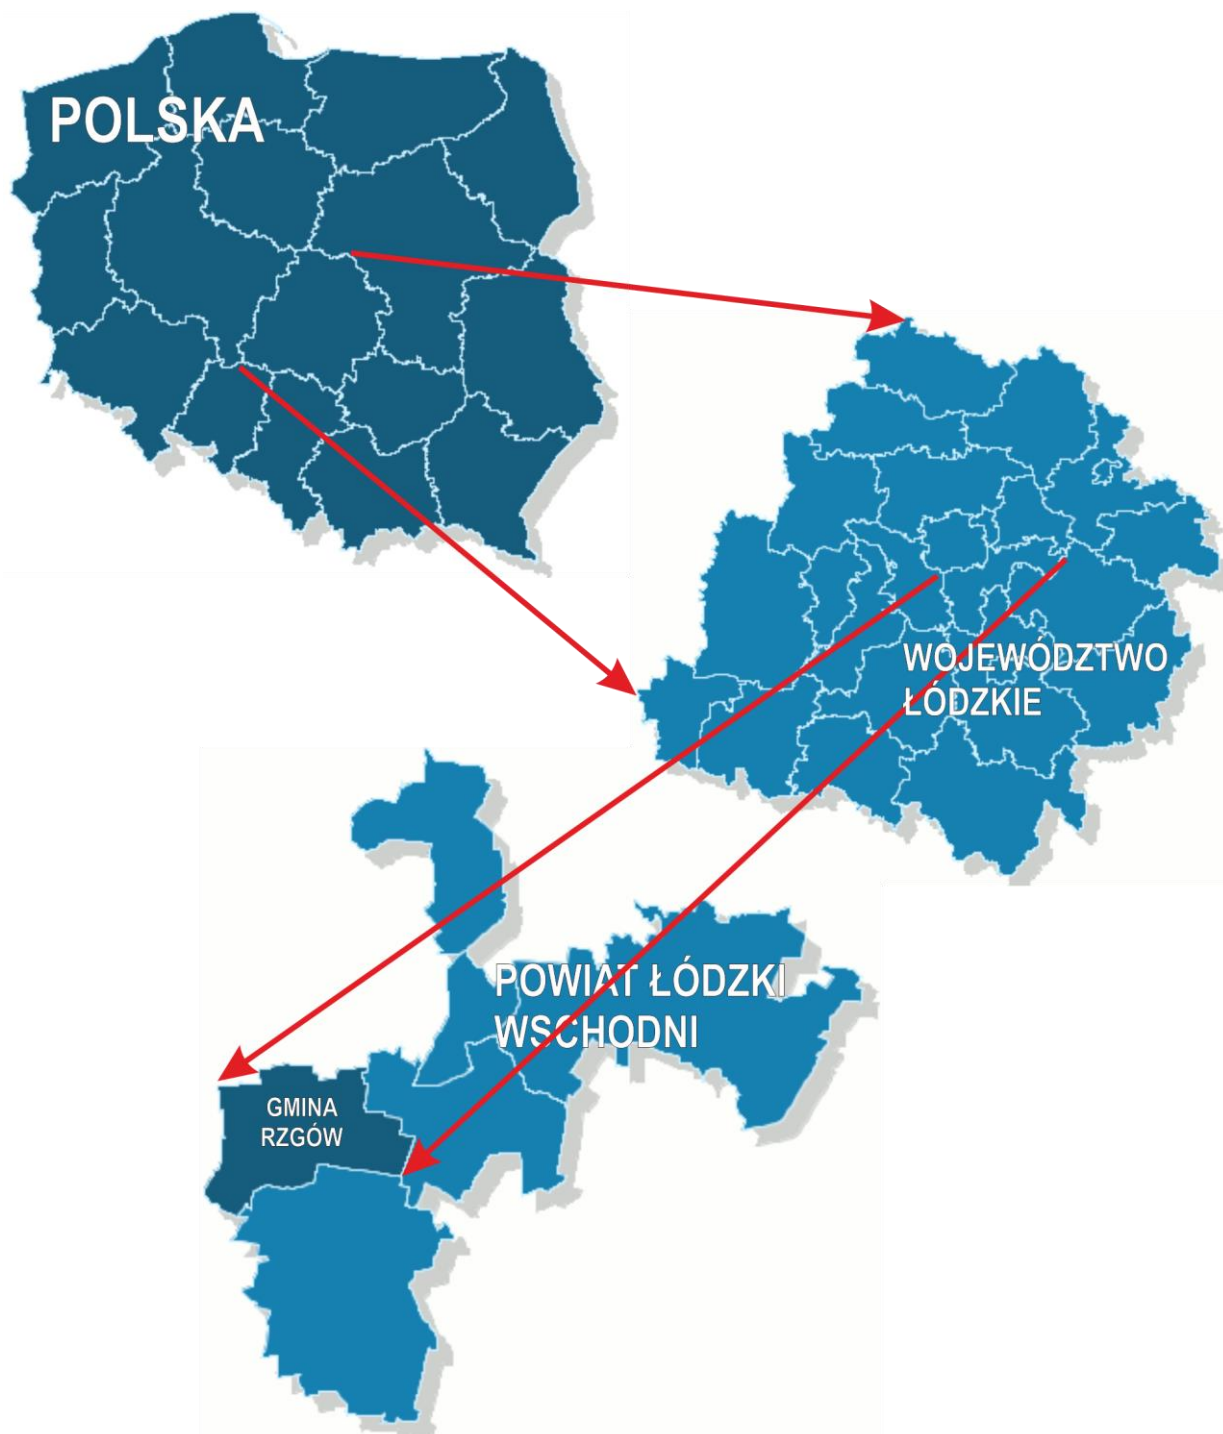 POLSKA
WOJEWÓDZTWO
ŁÓDZKIE
POWIAT ŁÓDZKI
WSCHODNI
GMINA
RZGÓW